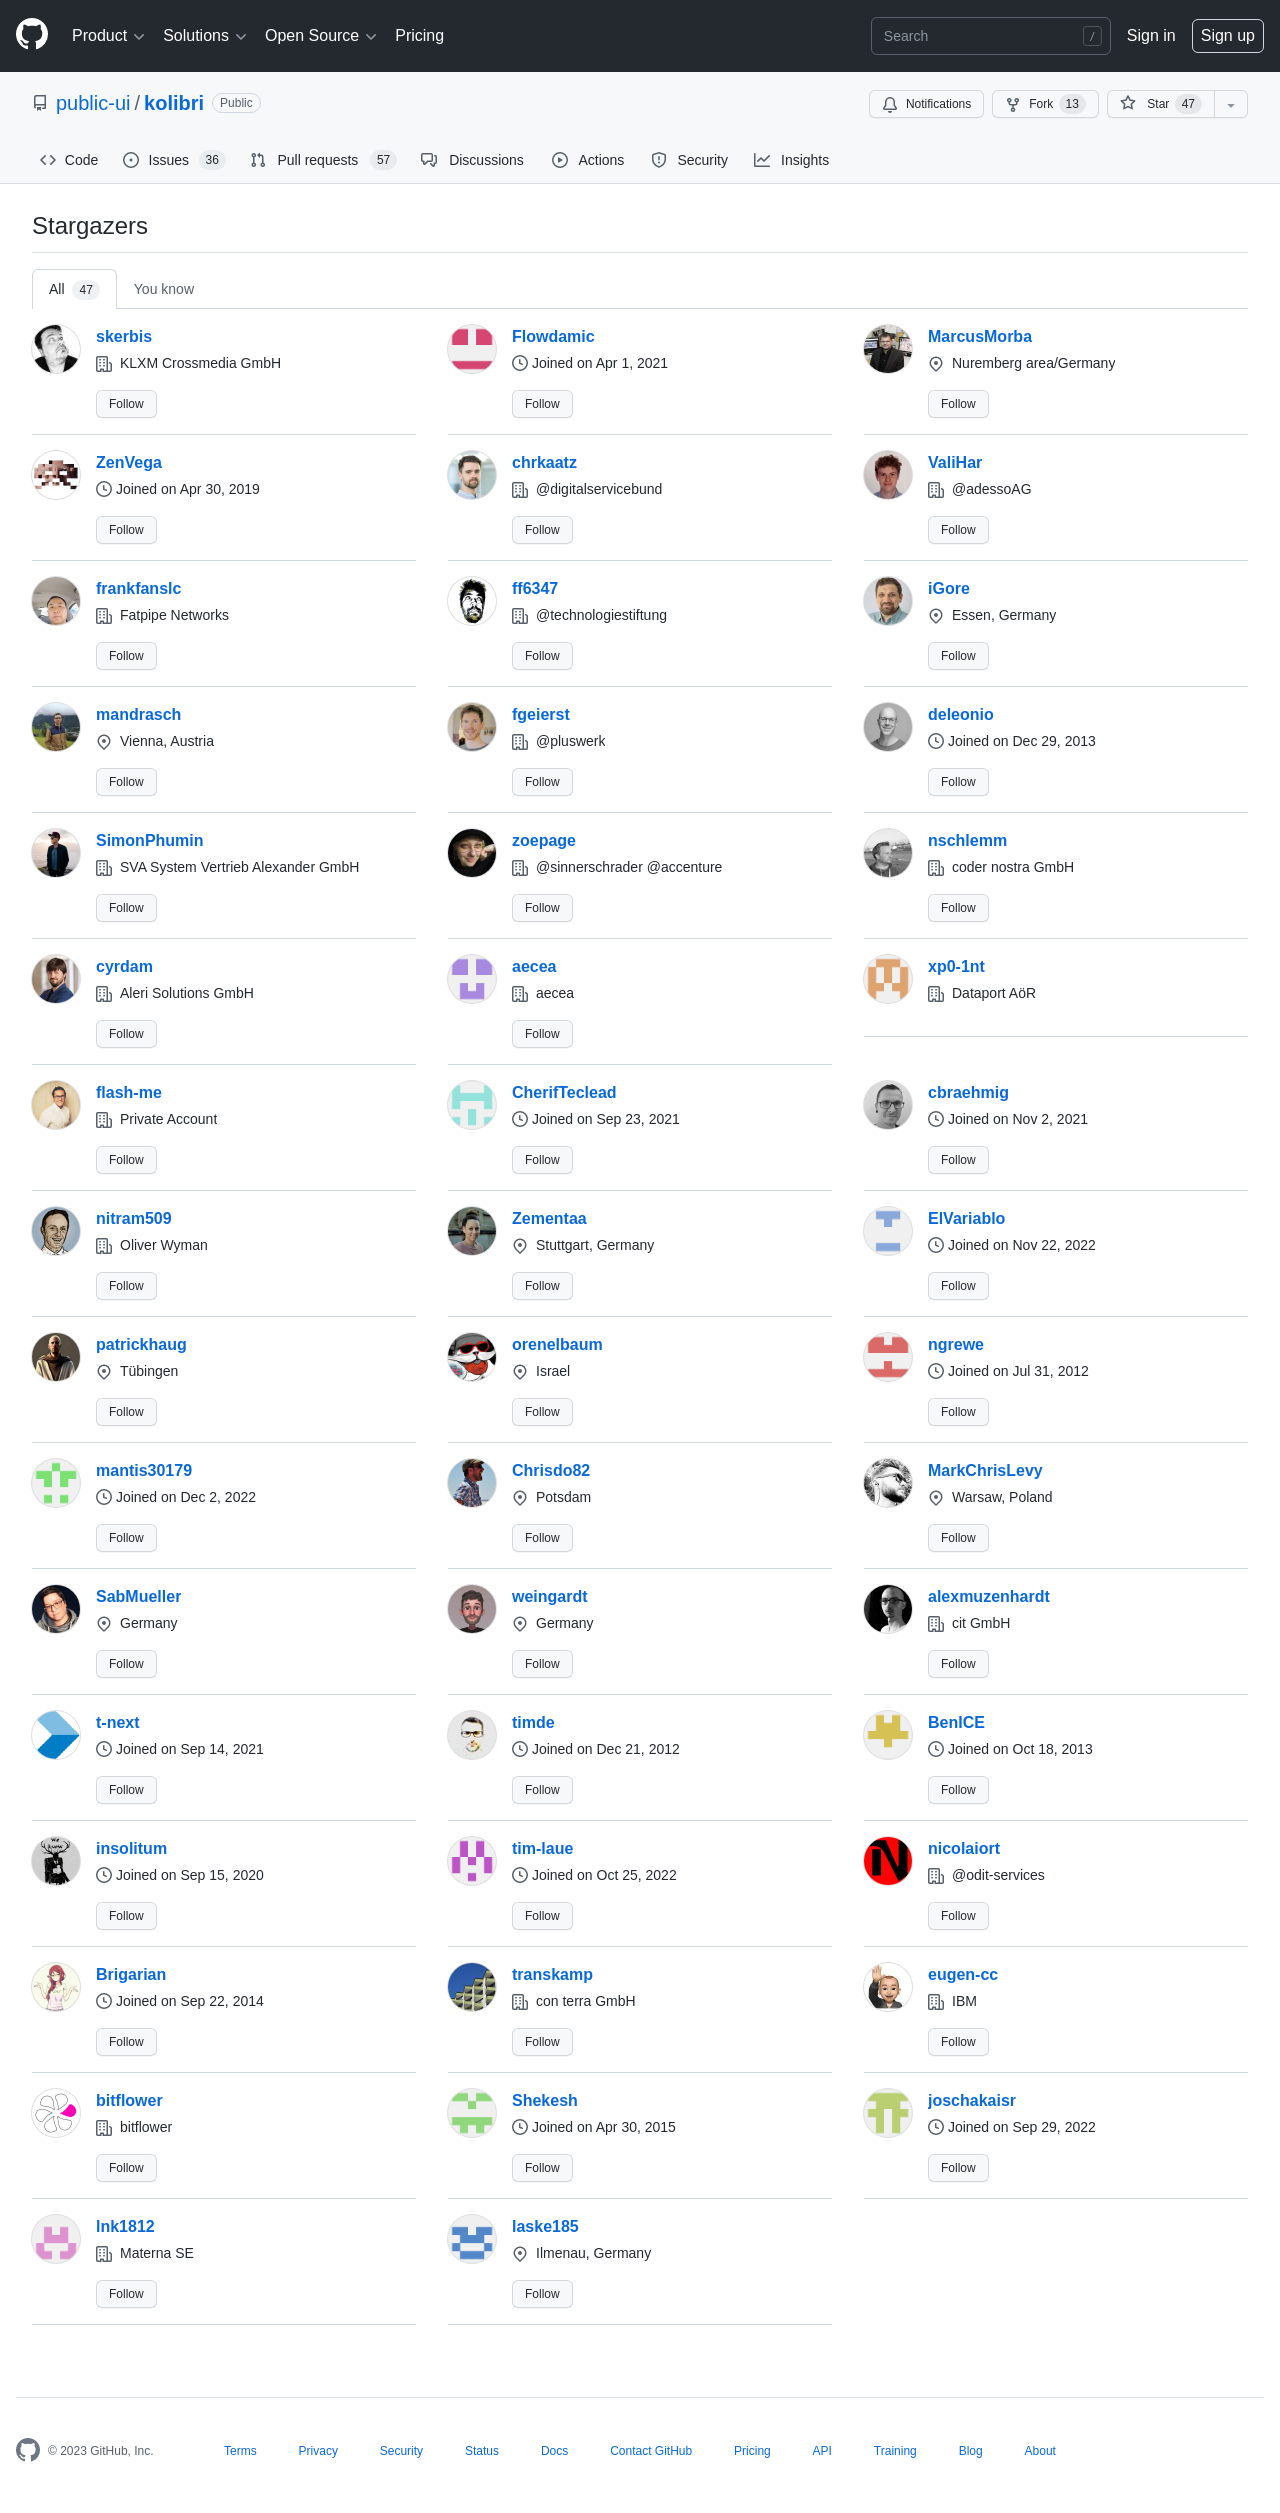 Product Solutions Open Source Pricing Search / Sign in Sign up
public-ui / kolibri Public Notifications Fork 13 Star 47
Code Issues 36 Pull requests 57 Discussions Actions Security Insights
Stargazers
All 47 You know
skerbis Flowdamic MarcusMorba
KLXM Crossmedia GmbH Joined on Apr 1, 2021 Nuremberg area/Germany
Follow Follow Follow
ZenVega chrkaatz ValiHar
Joined on Apr 30, 2019 @digitalservicebund @adessoAG
Follow Follow Follow
frankfanslc ff6347 iGore
Fatpipe Networks @technologiestiftung Essen, Germany
Follow Follow Follow
mandrasch fgeierst deleonio
Vienna, Austria @pluswerk Joined on Dec 29, 2013
Follow Follow Follow
SimonPhumin zoepage nschlemm
SVA System Vertrieb Alexander GmbH @sinnerschrader @accenture coder nostra GmbH
Follow Follow Follow
cyrdam aecea xp0-1nt
Aleri Solutions GmbH aecea Dataport AöR
Follow Follow
flash-me CherifTeclead cbraehmig
Private Account Joined on Sep 23, 2021 Joined on Nov 2, 2021
Follow Follow Follow
nitram509 Zementaa ElVariablo
Oliver Wyman Stuttgart, Germany Joined on Nov 22, 2022
Follow Follow Follow
patrickhaug orenelbaum ngrewe
Tübingen Israel Joined on Jul 31, 2012
Follow Follow Follow
mantis30179 Chrisdo82 MarkChrisLevy
Joined on Dec 2, 2022 Potsdam Warsaw, Poland
Follow Follow Follow
SabMueller weingardt alexmuzenhardt
Germany Germany cit GmbH
Follow Follow Follow
t-next timde BenICE
Joined on Sep 14, 2021 Joined on Dec 21, 2012 Joined on Oct 18, 2013
Follow Follow Follow
insolitum tim-laue nicolaiort
Joined on Sep 15, 2020 Joined on Oct 25, 2022 @odit-services
Follow Follow Follow
Brigarian transkamp eugen-cc
Joined on Sep 22, 2014 con terra GmbH IBM
Follow Follow Follow
bitflower Shekesh joschakaisr
bitflower Joined on Apr 30, 2015 Joined on Sep 29, 2022
Follow Follow Follow
lnk1812 laske185
Materna SE Ilmenau, Germany
Follow Follow
© 2023 GitHub, Inc. Terms Privacy Security Status Docs Contact GitHub Pricing API Training Blog About